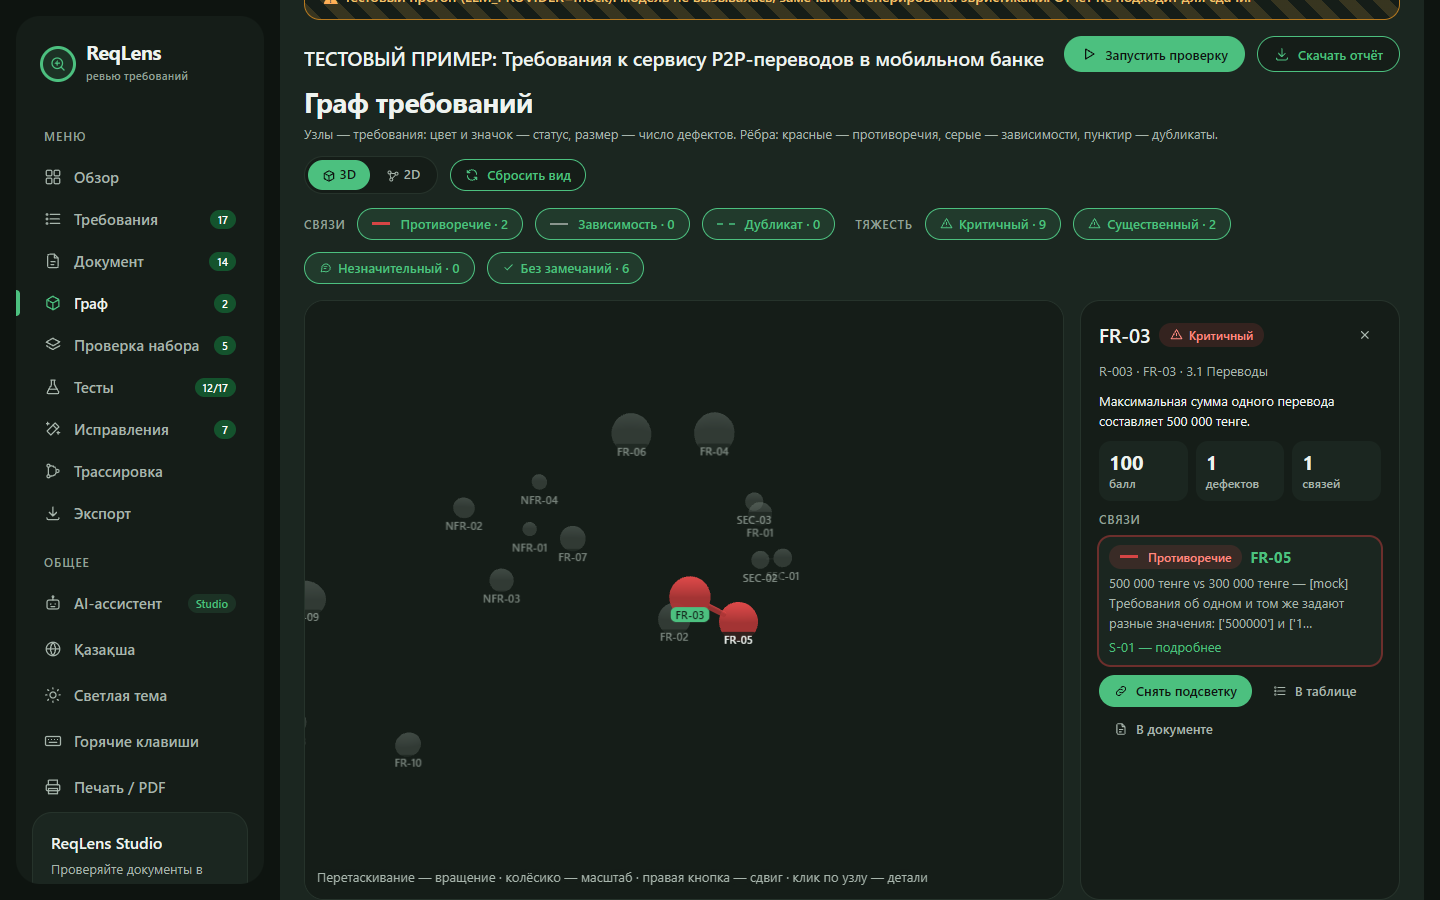 ReqLens
ревью требований
МЕНЮ
Обзор
Требования 17
Документ 14
Граф 2
Проверка набора 5
Тесты 12/17
Исправления 7
Трассировка
Экспорт
ОБЩЕЕ
AI-ассистент Studio
Қазақша
Светлая тема
Горячие клавиши
Печать / PDF
ReqLens Studio
Проверяйте документы в
ТЕСТОВЫЙ ПРИМЕР: Требования к сервису P2P-переводов в мобильном банке
Запустить проверку
Скачать отчёт
Граф требований
Узлы — требования: цвет и значок — статус, размер — число дефектов. Рёбра: красные — противоречия, серые — зависимости, пунктир — дубликаты.
3D 2D Сбросить вид
СВЯЗИ Противоречие · 2 Зависимость · 0 Дубликат · 0 ТЯЖЕСТЬ Критичный · 9 Существенный · 2
Незначительный · 0 Без замечаний · 6
FR-06
FR-04
NFR-04
NFR-02
SEC-03
FR-01
NFR-01
FR-07
SEC-02
NFR-03
-09
FR-03
FR-02
FR-05
FR-10
Перетаскивание — вращение · колёсико — масштаб · правая кнопка — сдвиг · клик по узлу — детали
FR-03 Критичный
R-003 · FR-03 · 3.1 Переводы
Максимальная сумма одного перевода
составляет 500 000 тенге.
100 1 1
балл дефектов связей
СВЯЗИ
Противоречие FR-05
500 000 тенге vs 300 000 тенге — [mock]
Требования об одном и том же задают
разные значения: ['500000'] и ['1...
S-01 — подробнее
Снять подсветку
В таблице
В документе